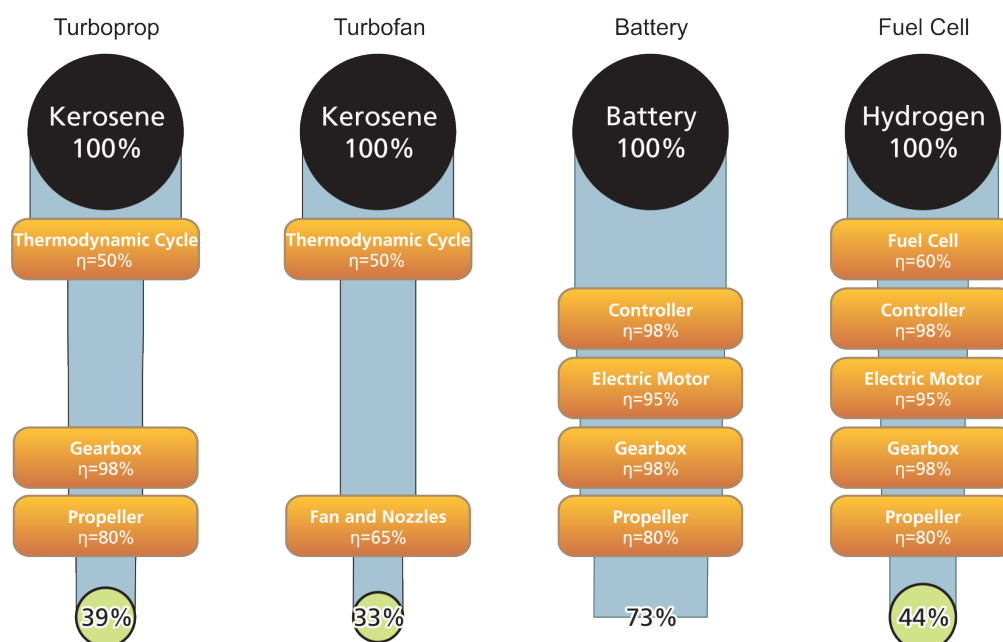 Turboprop
Turbofan
Battery
Fuel Cell
Kerosene
100%
Kerosene
100%
Battery
100%
Hydrogen
100%
Thermodynamic Cycle
η=50%
Thermodynamic Cycle
η=50%
Fuel Cell
η=60%
Controller
η=98%
Controller
η=98%
Electric Motor
η=95%
Electric Motor
η=95%
Gearbox
η=98%
Gearbox
η=98%
Gearbox
η=98%
Propeller
η=80%
Fan and Nozzles
η=65%
Propeller
η=80%
Propeller
η=80%
39%
33%
73%
44%